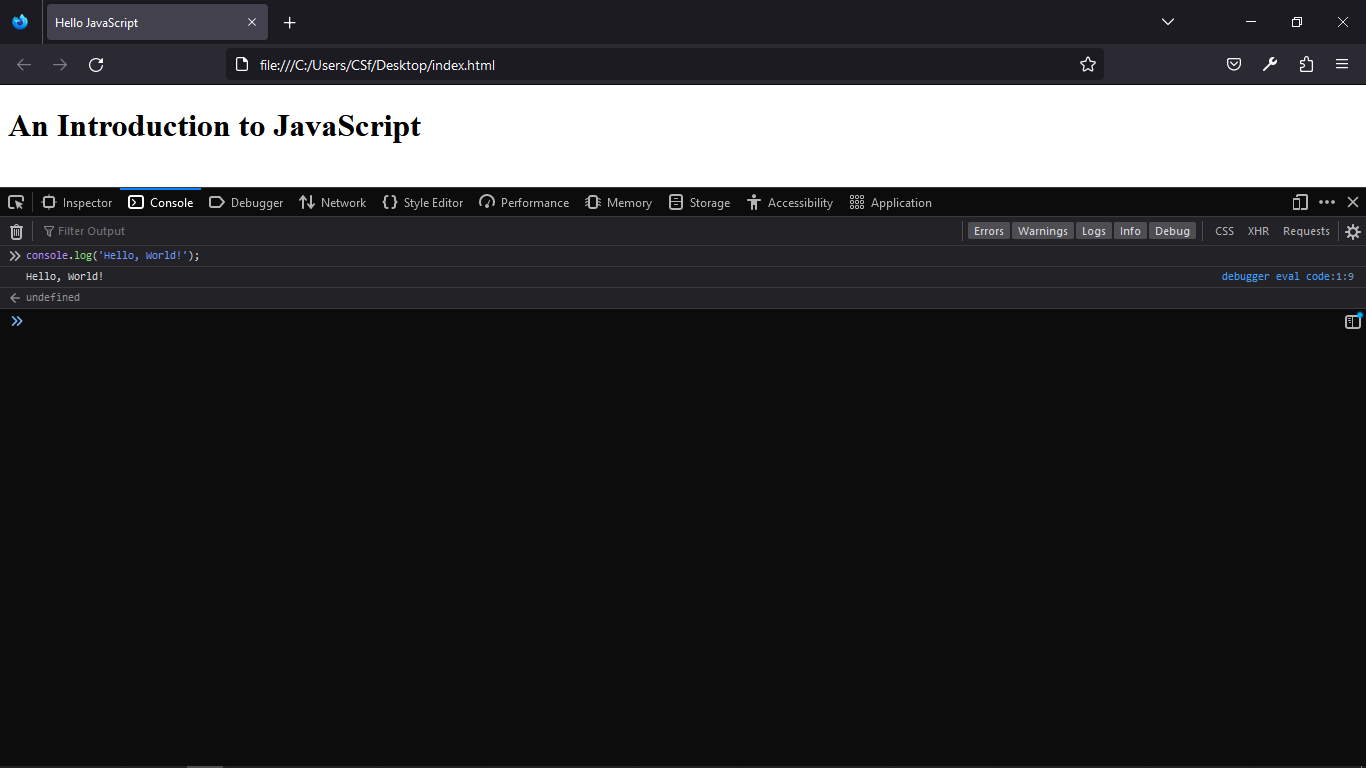 Hello JavaScript
file:///C:/Users/CSf/Desktop/index.html
An Introduction to JavaScript
Inspector Console Debugger Network Style Editor Performance Memory Storage Accessibility Application
Filter Output Errors Warnings Logs Info Debug CSS XHR Requests
console.log('Hello, World!');
Hello, World! debugger eval code:1:9
undefined